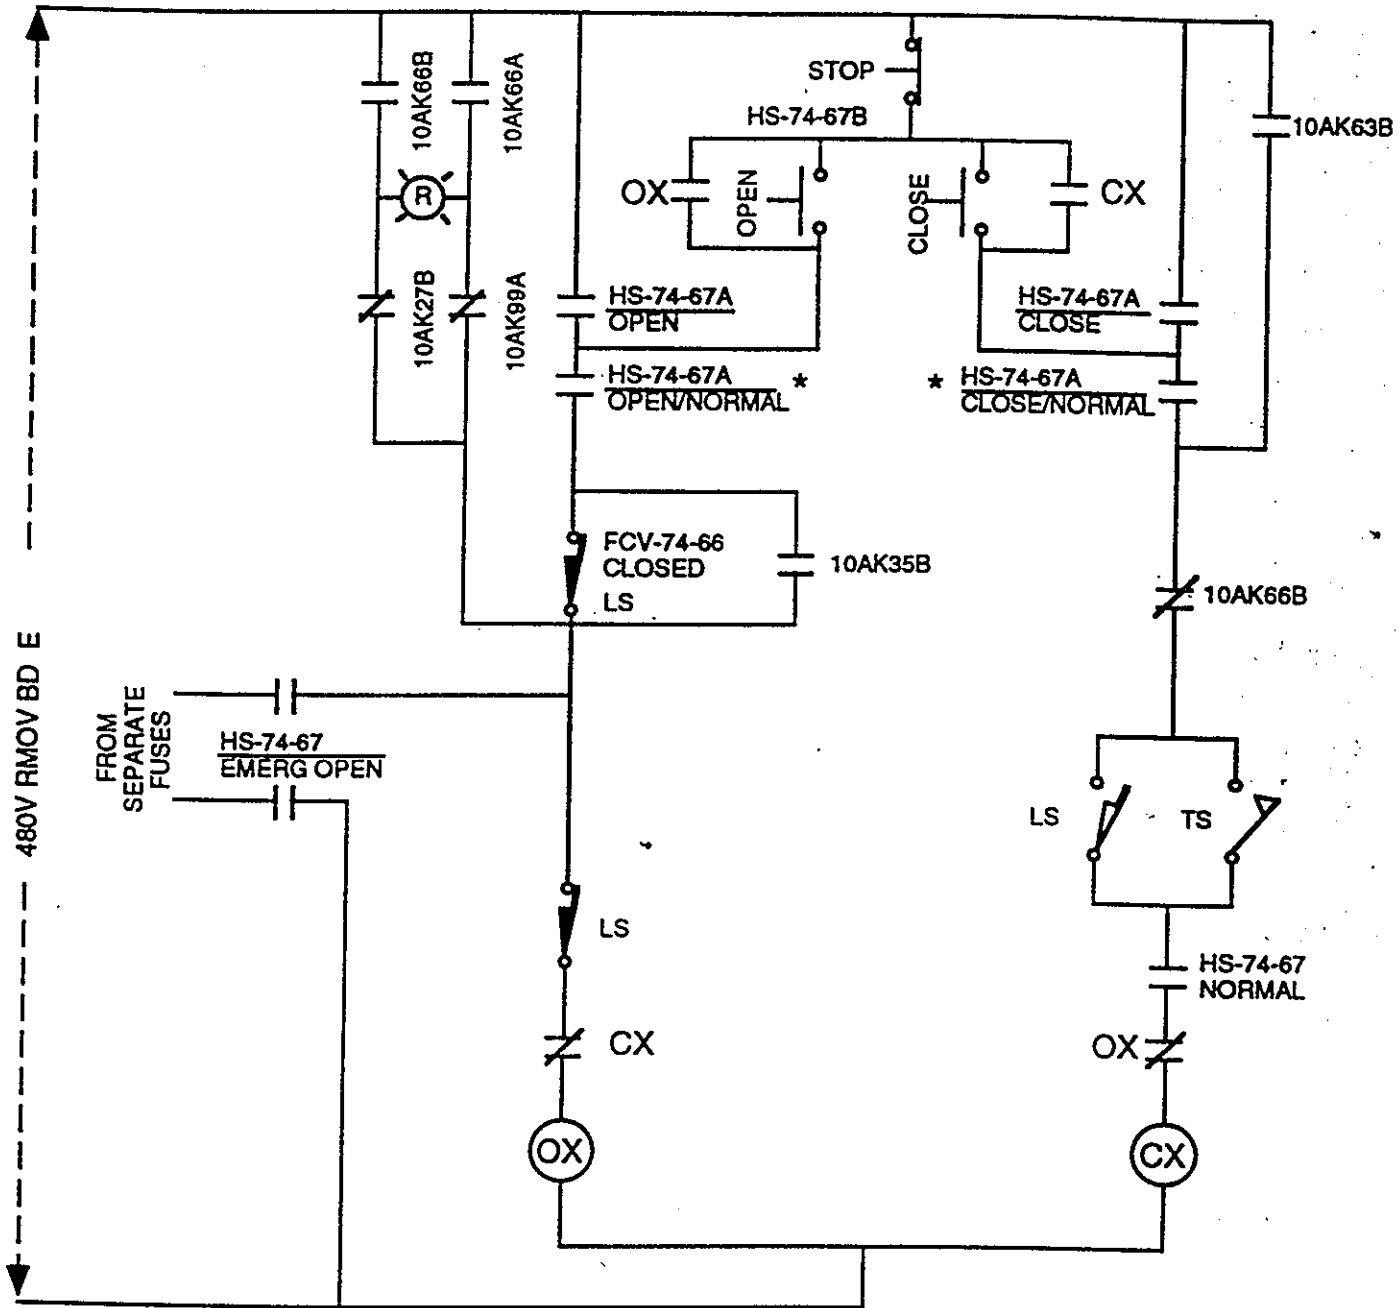 STOP
HS-74-67B
10AK66B
10AK66A
10AK63B
R
OX
OPEN
CLOSE
CX
10AK27B
10AK99A
HS-74-67A
OPEN
HS-74-67A
CLOSE
HS-74-67A *
OPEN/NORMAL
* HS-74-67A
CLOSE/NORMAL
FCV-74-66
CLOSED
LS
10AK35B
10AK66B
480V RMOV BD E
FROM
SEPARATE
FUSES
HS-74-67
EMERG OPEN
LS
TS
LS
HS-74-67
NORMAL
CX
OX
OX
CX